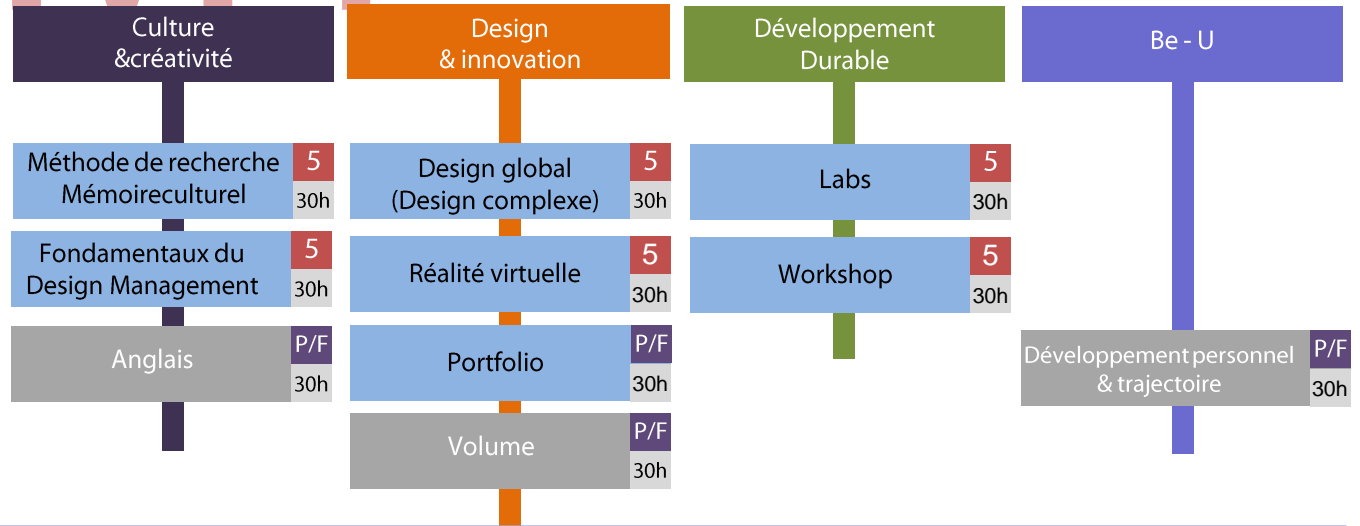 Culture
&créativité
Méthode de recherche
Mémoireculturel
5
30h
Fondamentaux du
Design Management
5
30h
Anglais
P/F
30h
Design
& innovation
Design global
(Design complexe)
5
30h
Réalité virtuelle
5
30h
Portfolio
P/F
30h
Volume
P/F
30h
Développement
Durable
Labs
5
30h
Workshop
5
30h
Be - U
Développement personnel
& trajectoire
P/F
30h